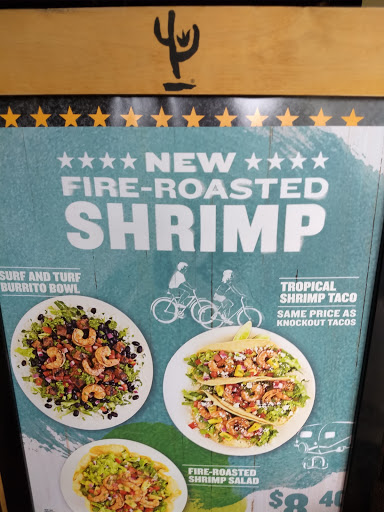 ★★★★ NEW ★★★★
FIRE-ROASTED
SHRIMP
SURF AND TURF
BURRITO BOWL
TROPICAL
SHRIMP TACO
SAME PRICE AS
KNOCKOUT TACOS
FIRE-ROASTED
SHRIMP SALAD
$8.40